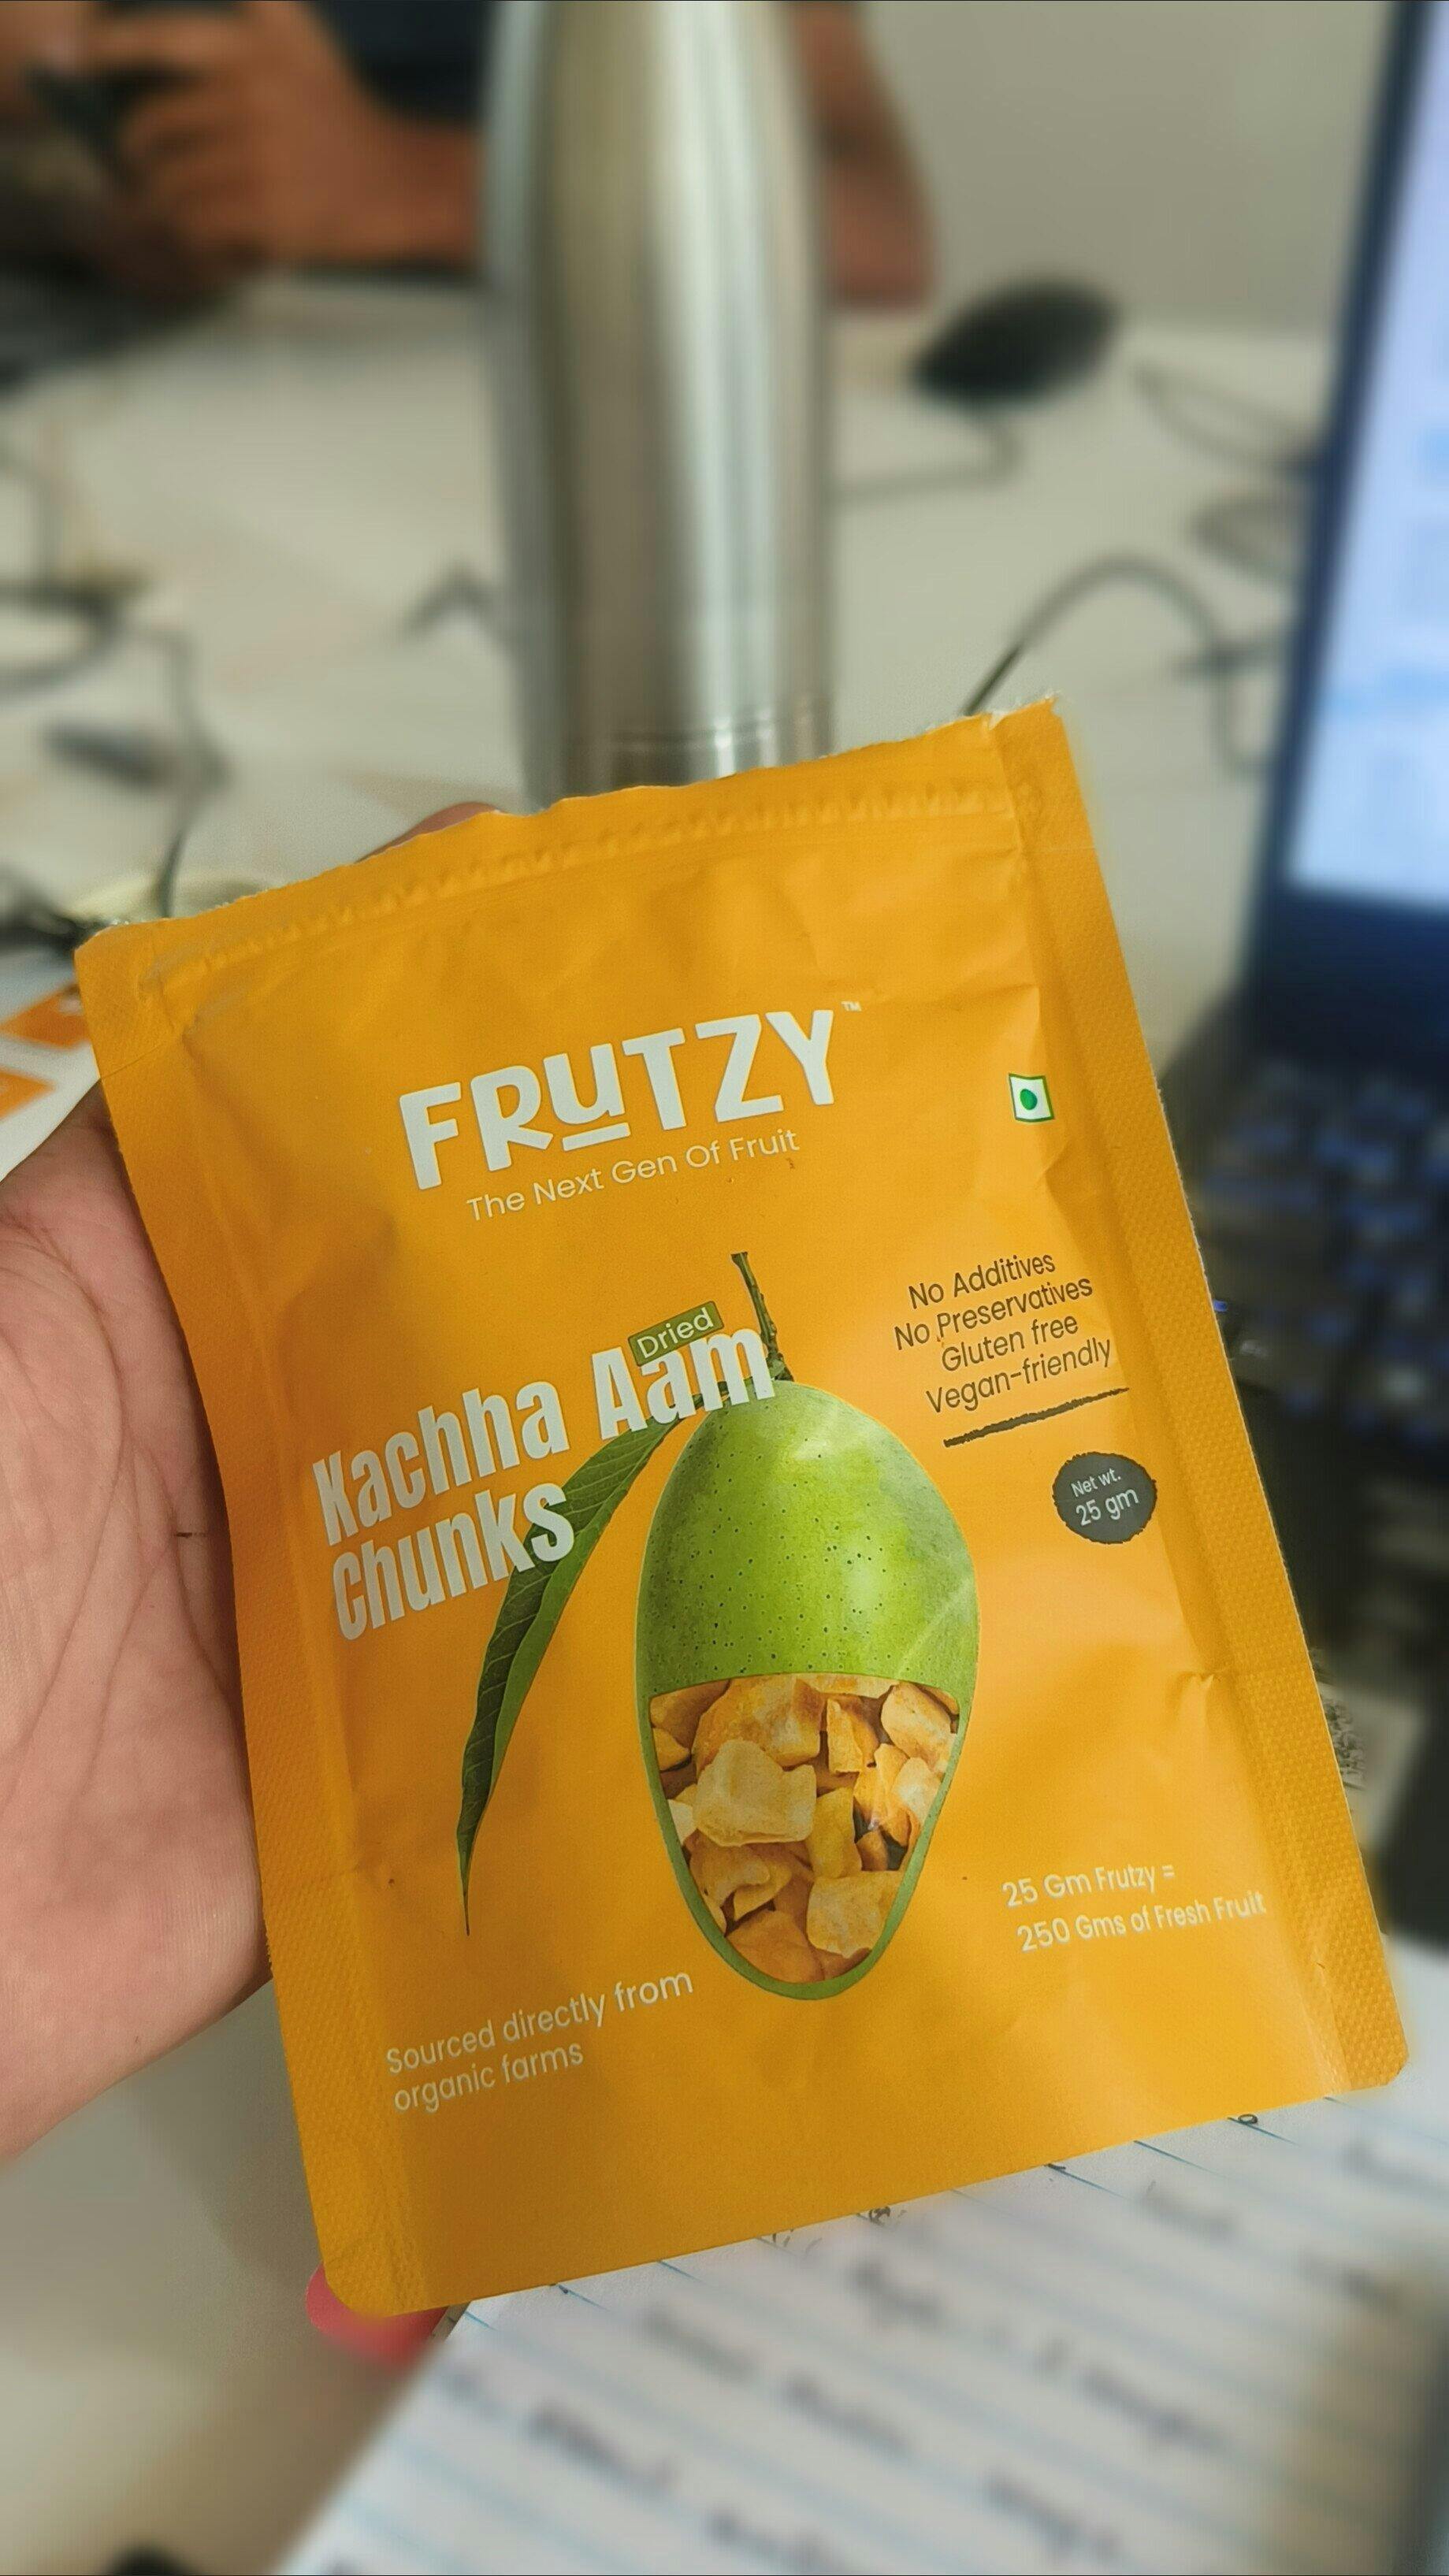 FRUTZY™
The Next Gen Of Fruit
No Additives
No Preservatives
Gluten free
Vegan-friendly
Dried
Kachha Aam
Chunks
Net wt.
25 gm
25 Gm Frutzy =
250 Gms of Fresh Fruit
Sourced directly from
organic farms